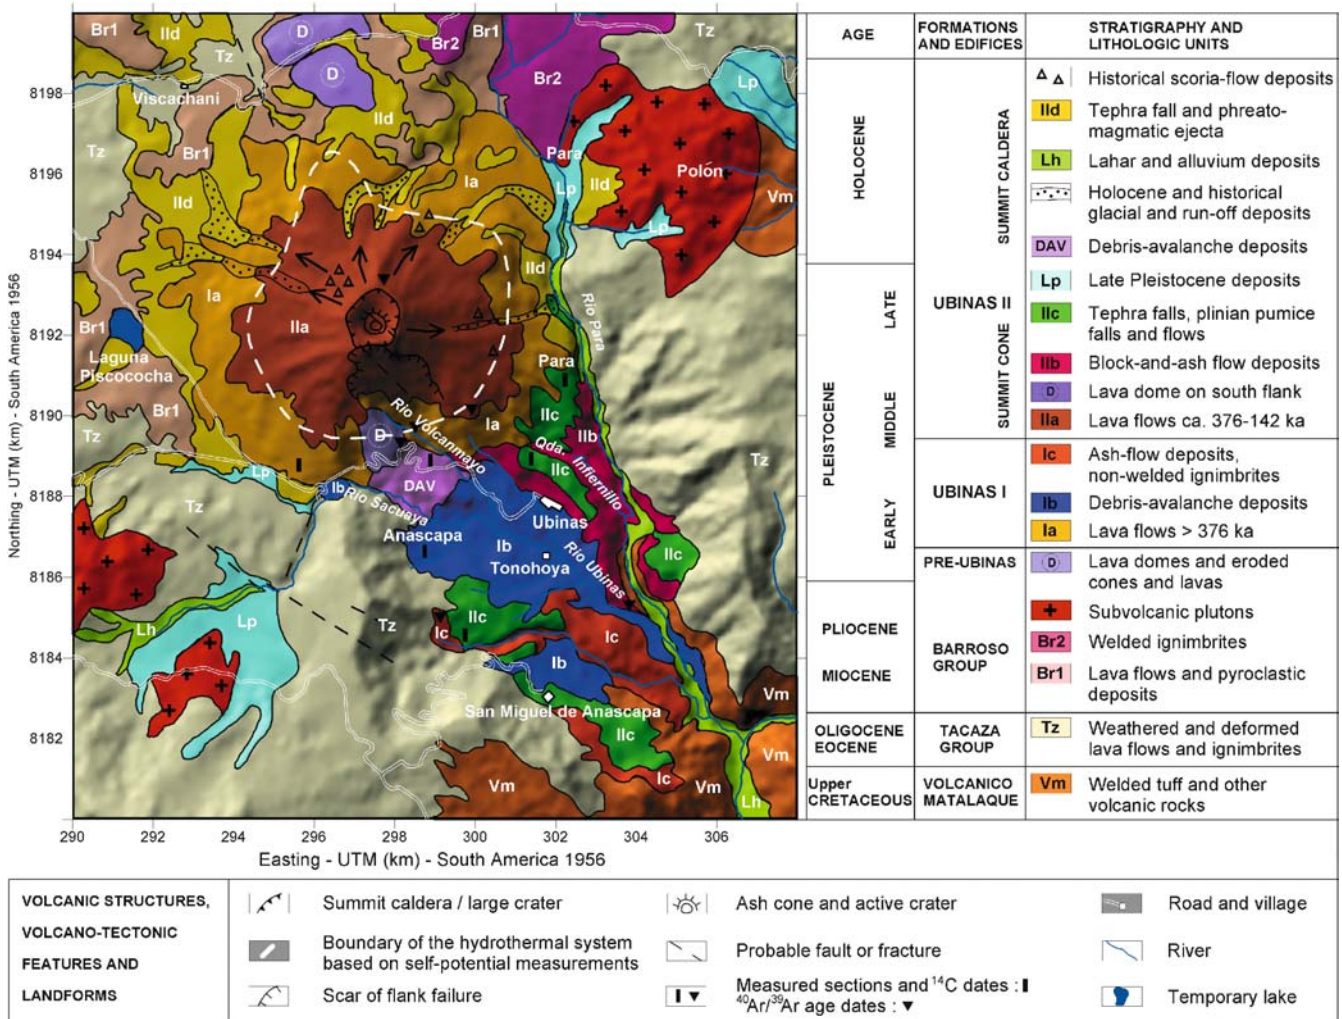 Br1
IId
D
Br2
Br1
Tz
Tz
Br2
D
Lp
8198
Viscachani
IId
Para
Polón
Tz
Br1
8196
Ia
Lp
IId
Vm
IId
Lp
8194
IId
Ia
IIa
Rio Para
8192
Br1
Laguna
Piscococha
Para
Br1
8190
IIc
Rio Volcanmayo
Ia
IIb
Tz
D
Qda. Infiernillo
IIc
Tz
Lp
DAV
8188
Ib
Rio Sacuaya
Tz
Ubinas
Anascapa
Ib
Tonohoya
Rio Ubinas
IIc
8186
Lh
Lp
Tz
IIc
Ic
Ic
8184
Ib
Vm
San Miguel de Anascapa
8182
IIc
Vm
Vm
Ic
Vm
Lh
290
292
294
296
298
300
302
304
306
Easting - UTM (km) - South America 1956
Northing - UTM (km) - South America 1956
AGE
FORMATIONS
AND EDIFICES
STRATIGRAPHY AND
LITHOLOGIC UNITS
HOLOCENE
PLEISTOCENE
LATE
MIDDLE
EARLY
PLIOCENE
MIOCENE
OLIGOCENE
EOCENE
Upper
CRETACEOUS
UBINAS II
SUMMIT CALDERA
SUMMIT CONE
UBINAS I
PRE-UBINAS
BARROSO
GROUP
TACAZA
GROUP
VOLCANICO
MATALAQUE
Historical scoria-flow deposits
IId Tephra fall and phreato-
magmatic ejecta
Lh Lahar and alluvium deposits
Holocene and historical
glacial and run-off deposits
DAV Debris-avalanche deposits
Lp Late Pleistocene deposits
IIc Tephra falls, plinian pumice
falls and flows
IIb Block-and-ash flow deposits
D Lava dome on south flank
IIa Lava flows ca. 376-142 ka
Ic Ash-flow deposits,
non-welded ignimbrites
Ib Debris-avalanche deposits
Ia Lava flows > 376 ka
D Lava domes and eroded
cones and lavas
Subvolcanic plutons
Br2 Welded ignimbrites
Br1 Lava flows and pyroclastic
deposits
Tz Weathered and deformed
lava flows and ignimbrites
Vm Welded tuff and other
volcanic rocks
VOLCANIC STRUCTURES,
VOLCANO-TECTONIC
FEATURES AND
LANDFORMS
Summit caldera / large crater
Boundary of the hydrothermal system
based on self-potential measurements
Scar of flank failure
Ash cone and active crater
Probable fault or fracture
Measured sections and ¹⁴C dates :
⁴⁰Ar/³⁹Ar age dates :
Road and village
River
Temporary lake